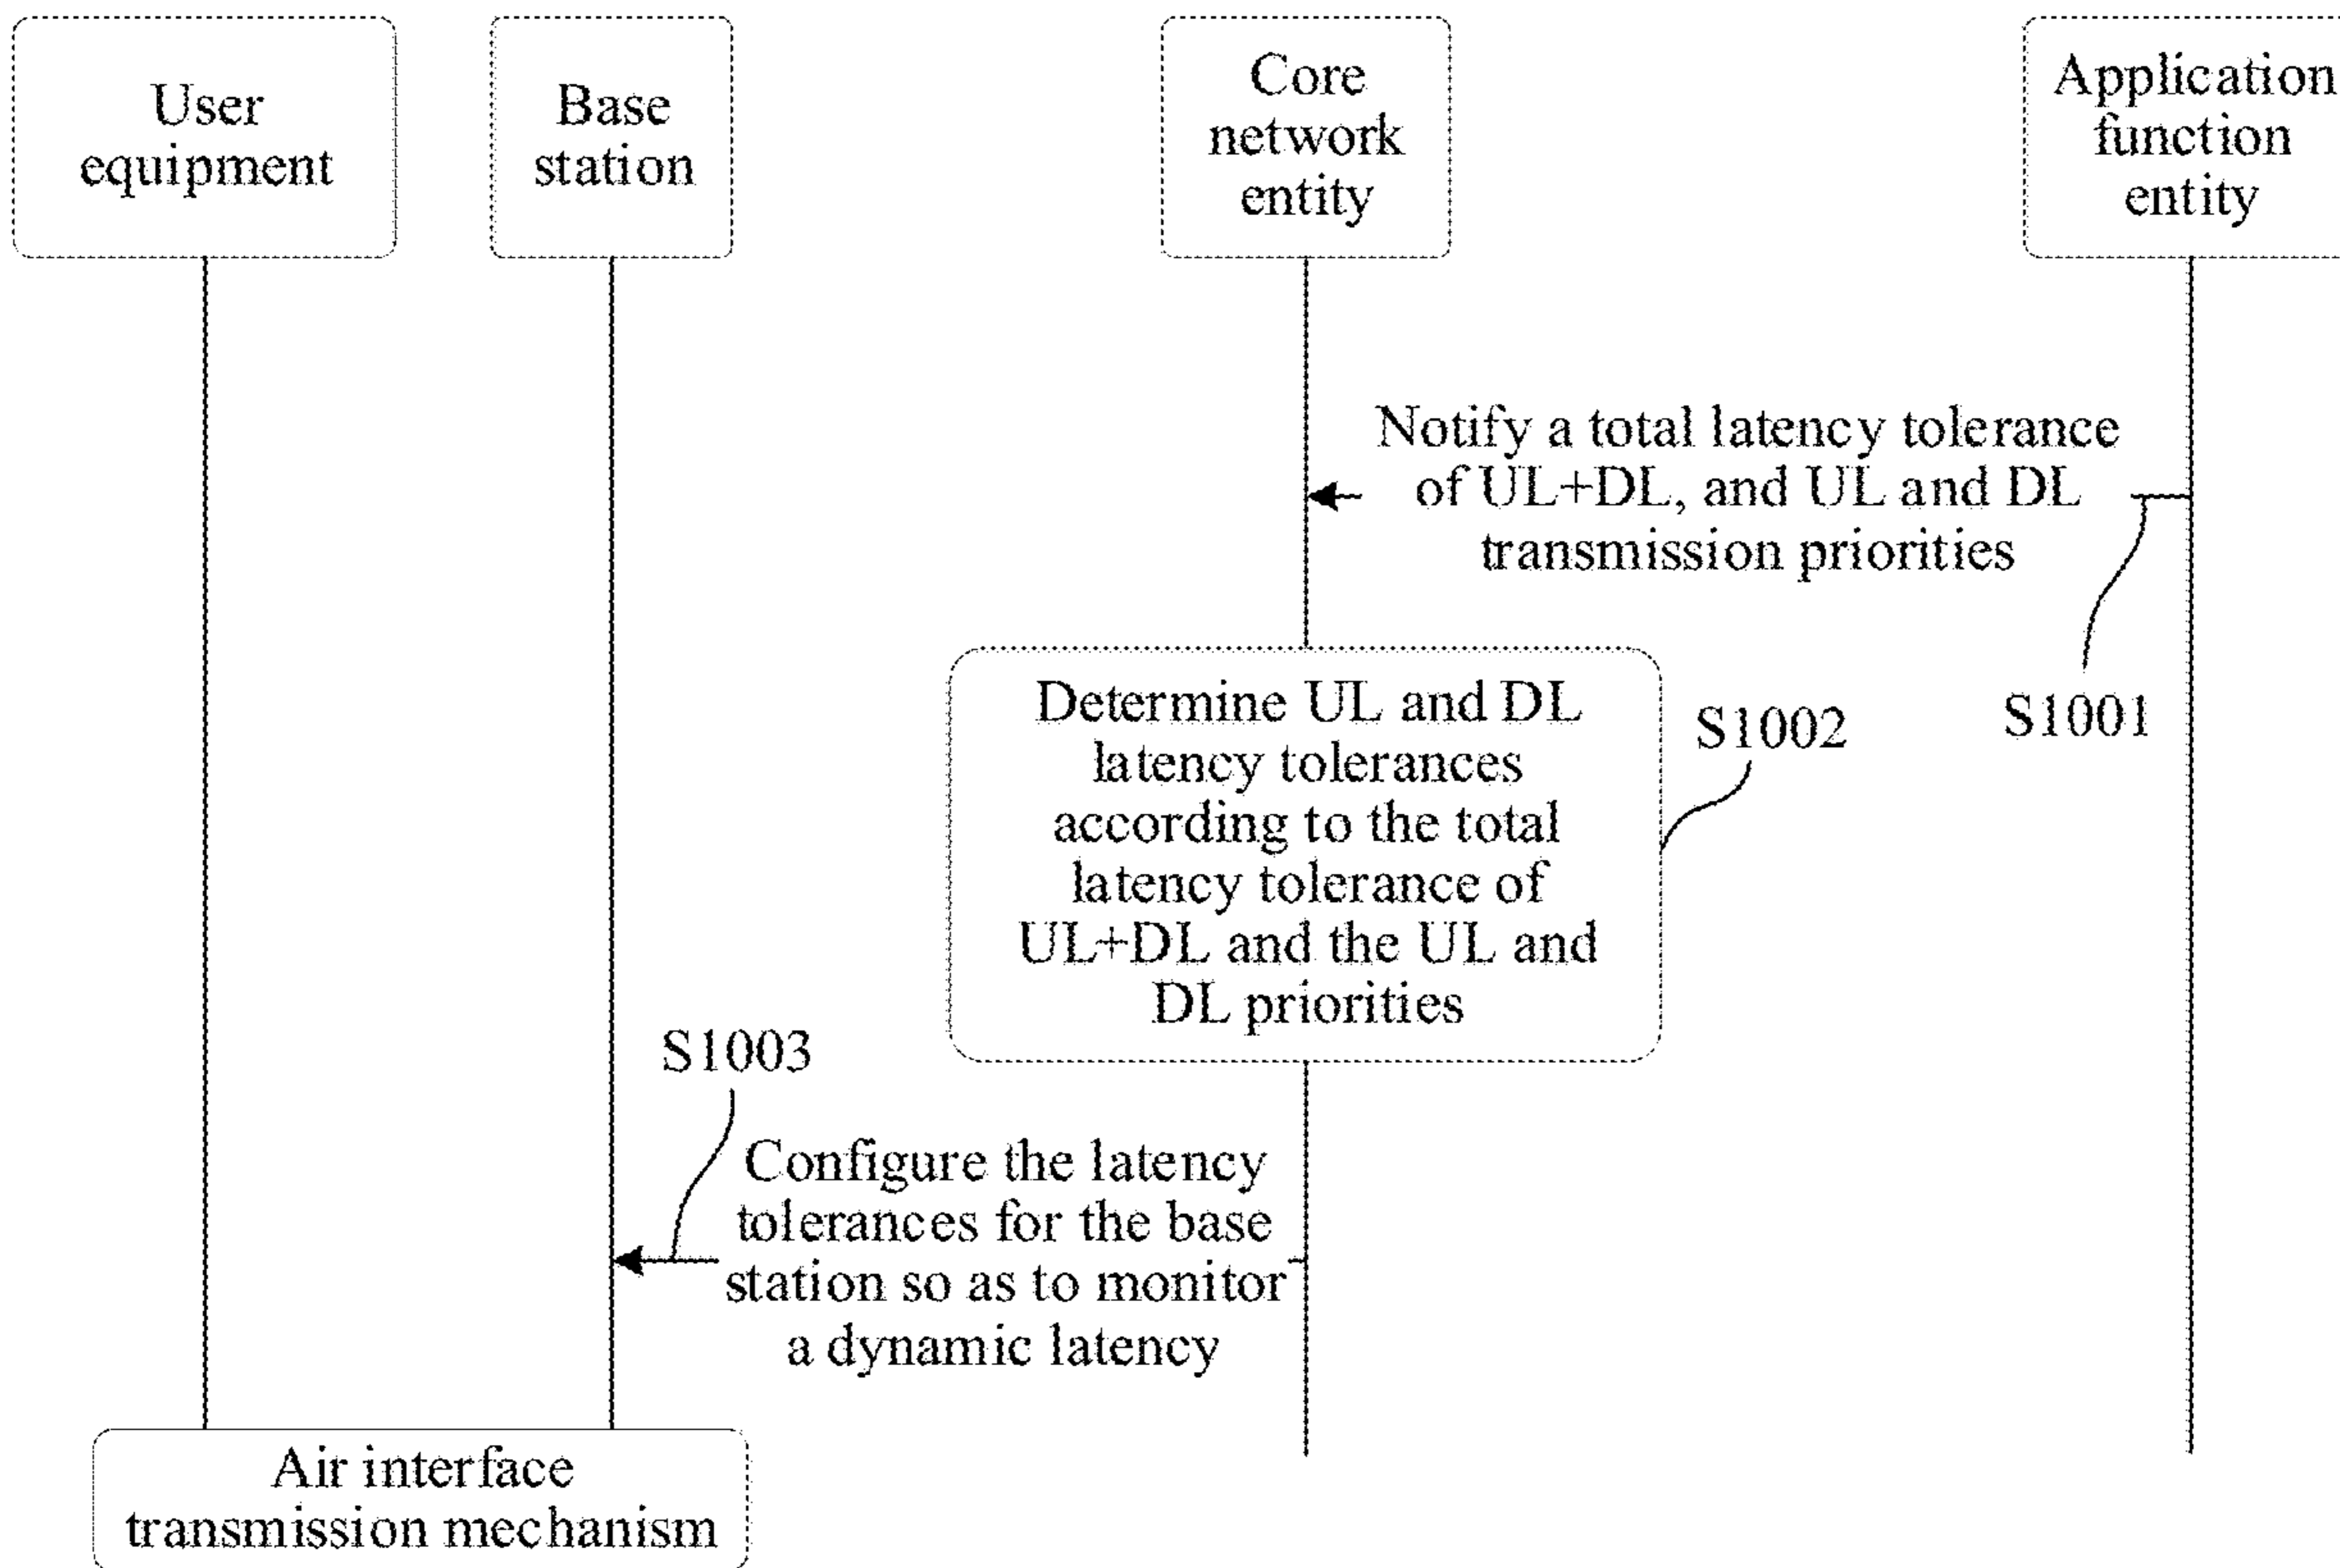 User
equipment
Base
station
Core
network
entity
Application
function
entity
Notify a total latency tolerance
of UL+DL, and UL and DL
transmission priorities
S1001
Determine UL and DL
latency tolerances
according to the total
latency tolerance of
UL+DL and the UL and
DL priorities
S1002
S1003
Configure the latency
tolerances for the base
station so as to monitor
a dynamic latency
Air interface
transmission mechanism